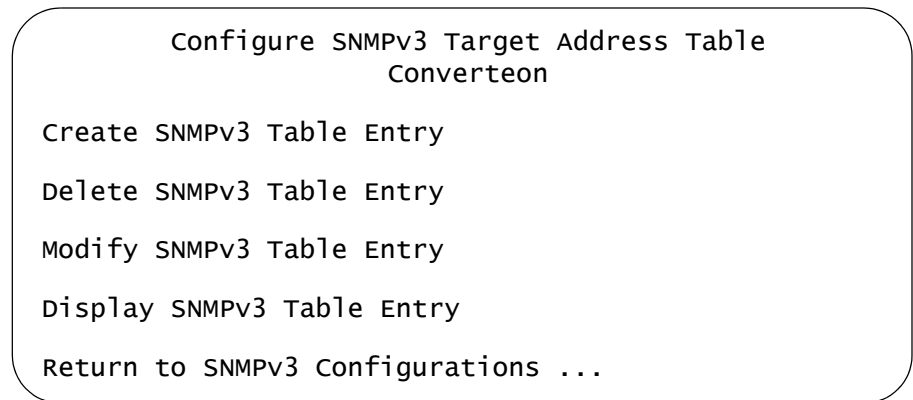 Configure SNMPv3 Target Address Table
Converteon
Create SNMPv3 Table Entry
Delete SNMPv3 Table Entry
Modify SNMPv3 Table Entry
Display SNMPv3 Table Entry
Return to SNMPv3 Configurations ...